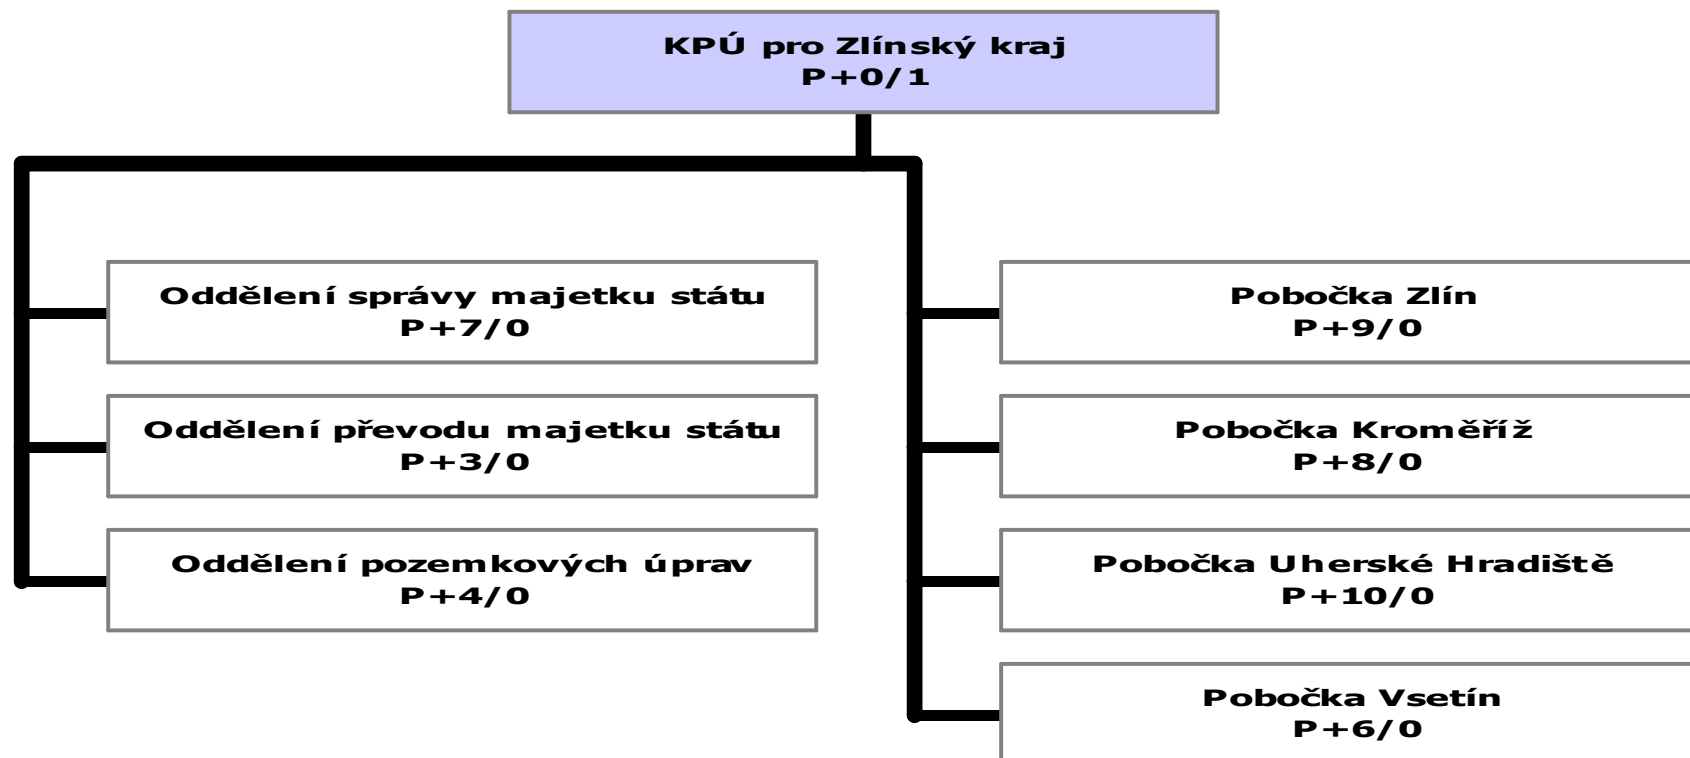 KPÚ pro Zlínský kraj
P+0/1
Oddělení správy majetku státu
P+7/0
Oddělení převodu majetku státu
P+3/0
Oddělení pozemkových úprav
P+4/0
Pobočka Zlín
P+9/0
Pobočka Kroměříž
P+8/0
Pobočka Uherské Hradiště
P+10/0
Pobočka Vsetín
P+6/0